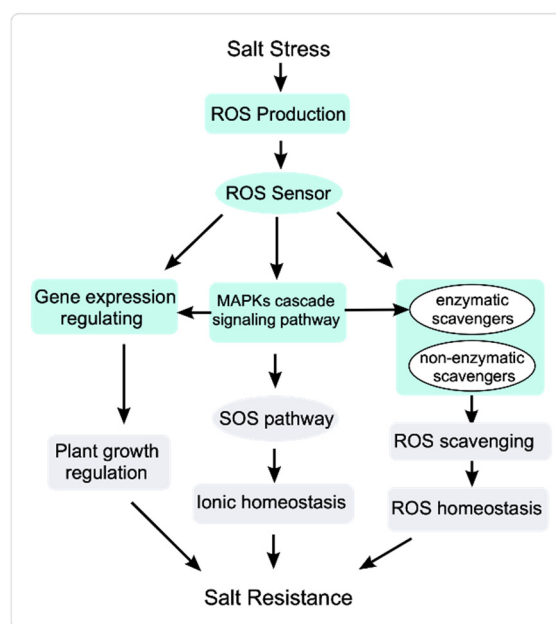 Salt Stress
ROS Production
ROS Sensor
Gene expression
regulating
MAPKs cascade
signaling pathway
enzymatic
scavengers
non-enzymatic
scavengers
SOS pathway
Plant growth
regulation
ROS scavenging
Ionic homeostasis
ROS homeostasis
Salt Resistance